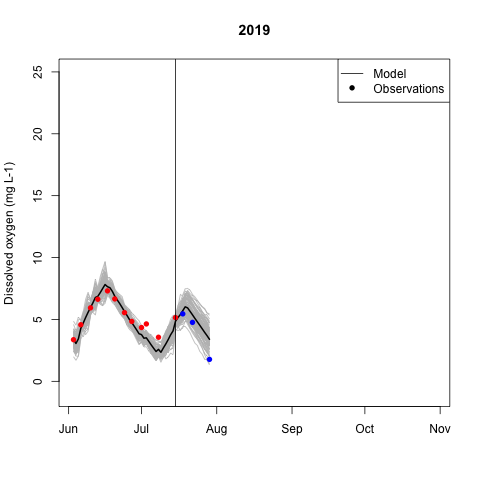 2019
Model
Observations
Dissolved oxygen (mg L-1)
25
20
15
10
5
0
Jun Jul Aug Sep Oct Nov